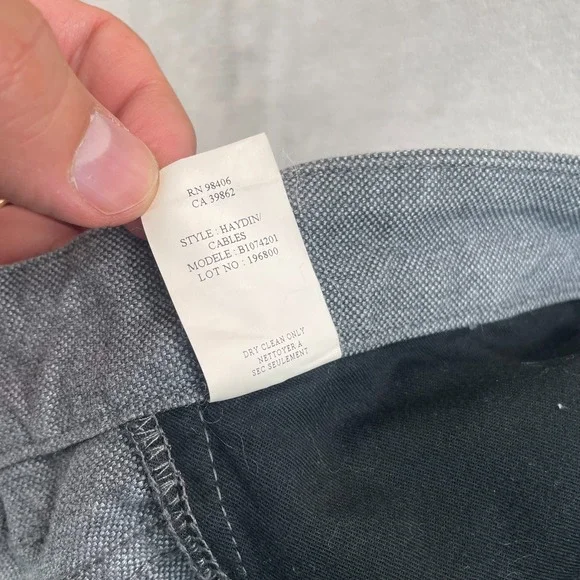 RN 98406
CA 39862
STYLE : HAYDIN/
CABLES
MODELE : B1074201
LOT NO : 196800
DRY CLEAN ONLY
NETTOYER A
SEC SEULEMENT